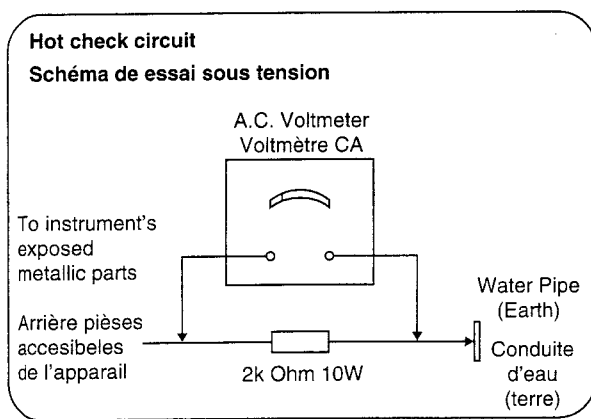 Hot check circuit
Schéma de essai sous tension
A.C. Voltmeter
Voltmètre CA
To instrument's
exposed
metallic parts
Arrière pièses
accesibeles
de l'apparail
2k Ohm 10W
Water Pipe
(Earth)
Conduite
d'eau
(terre)